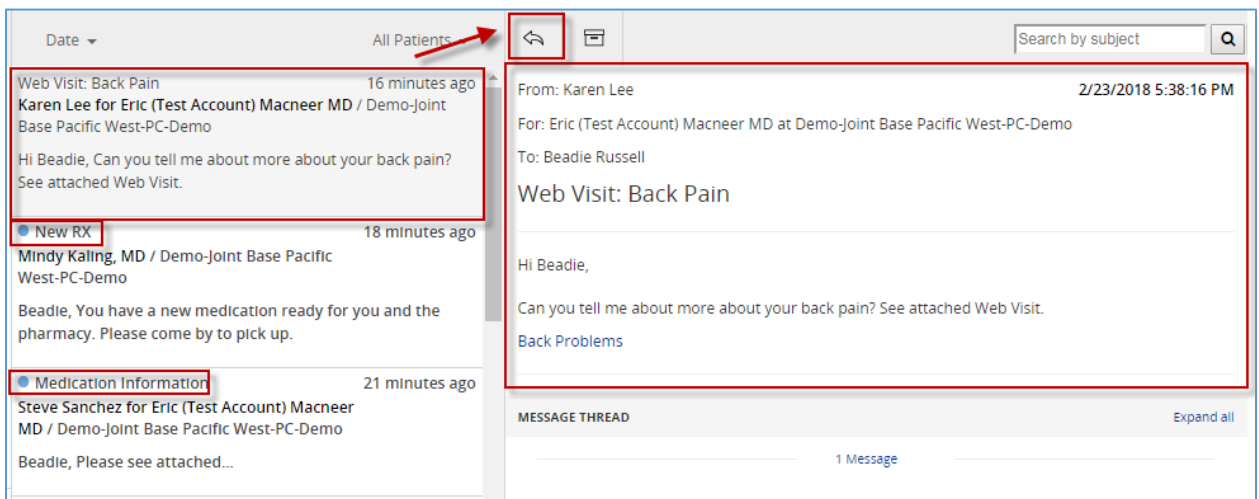 Date
All Patients
Search by subject
Web Visit: Back Pain 16 minutes ago
Karen Lee for Eric (Test Account) Macneer MD / Demo-Joint
Base Pacific West-PC-Demo
Hi Beadie, Can you tell me about more about your back pain?
See attached Web Visit.
New RX 18 minutes ago
Mindy Kaling, MD / Demo-Joint Base Pacific
West-PC-Demo
Beadie, You have a new medication ready for you and the
pharmacy. Please come by to pick up.
Medication Information 21 minutes ago
Steve Sanchez for Eric (Test Account) Macneer
MD / Demo-Joint Base Pacific West-PC-Demo
Beadie, Please see attached...
From: Karen Lee 2/23/2018 5:38:16 PM
For: Eric (Test Account) Macneer MD at Demo-Joint Base Pacific West-PC-Demo
To: Beadie Russell
Web Visit: Back Pain
Hi Beadie,
Can you tell me about more about your back pain? See attached Web Visit.
Back Problems
MESSAGE THREAD Expand all
1 Message